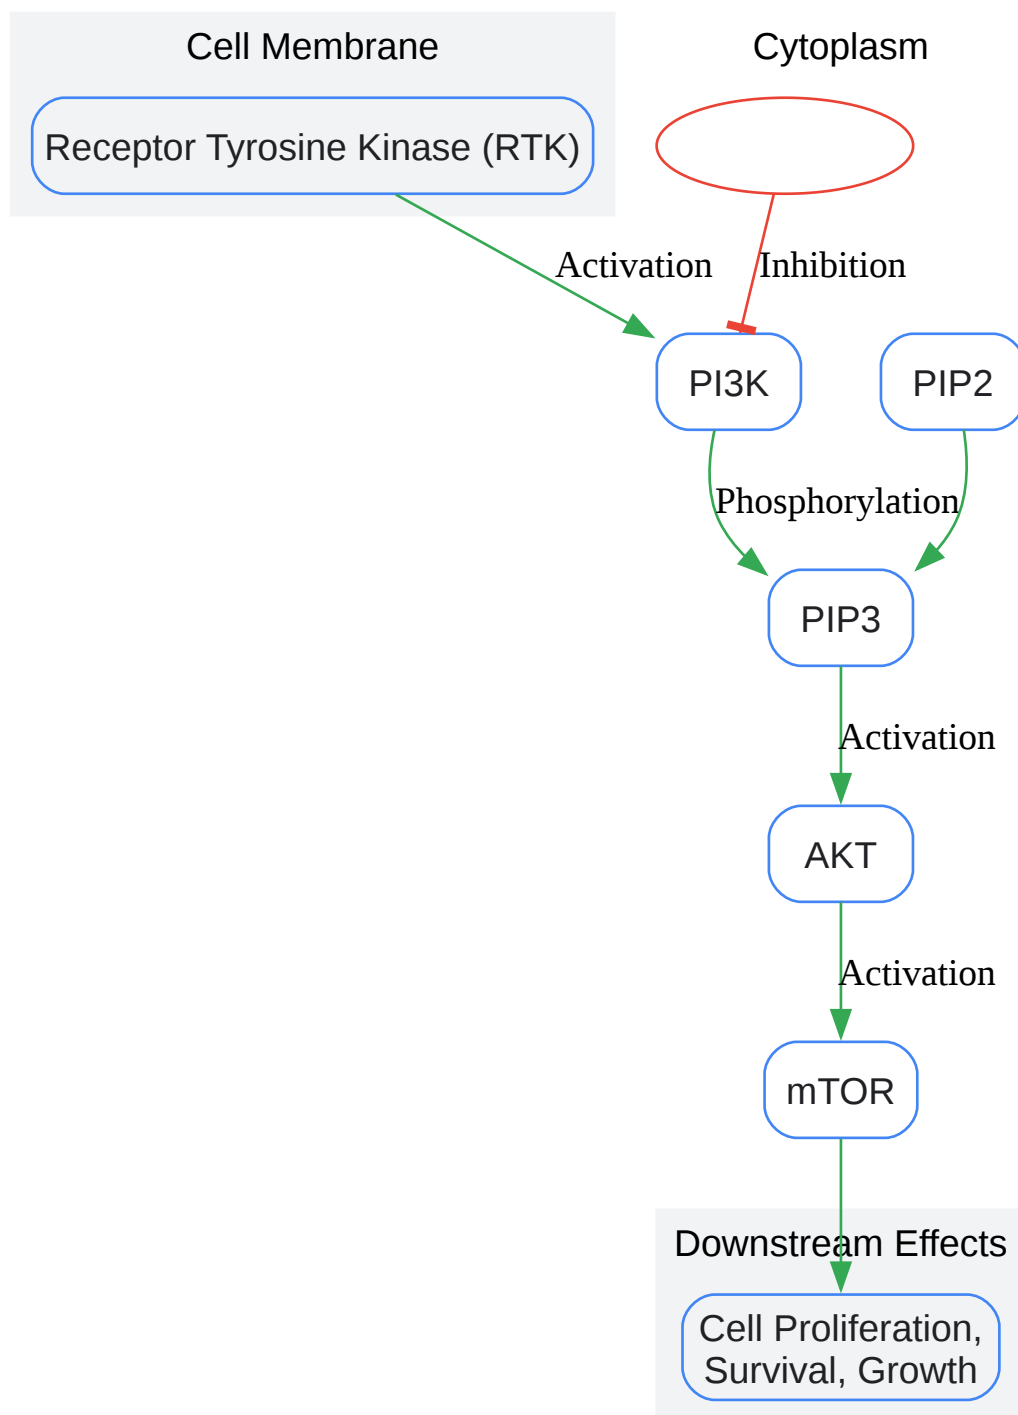 Cell Membrane
Cytoplasm
Receptor Tyrosine Kinase (RTK)
Activation
Inhibition
PI3K
PIP2
Phosphorylation
PIP3
Activation
AKT
Activation
mTOR
Downstream Effects
Cell Proliferation,
Survival, Growth